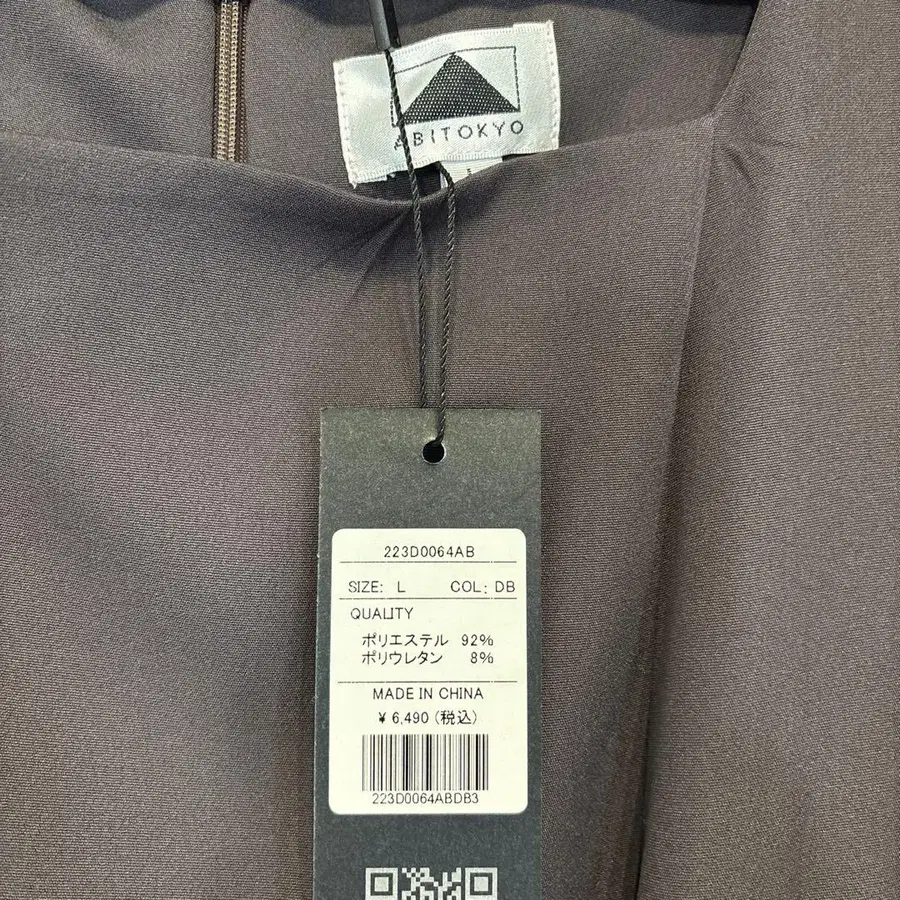 ABITOKYO
223D0064AB
SIZE: L COL: DB
QUALITY
ポリエステル 92%
ポリウレタン 8%
MADE IN CHINA
¥ 6,490 (税込)
223D0064ABDB3